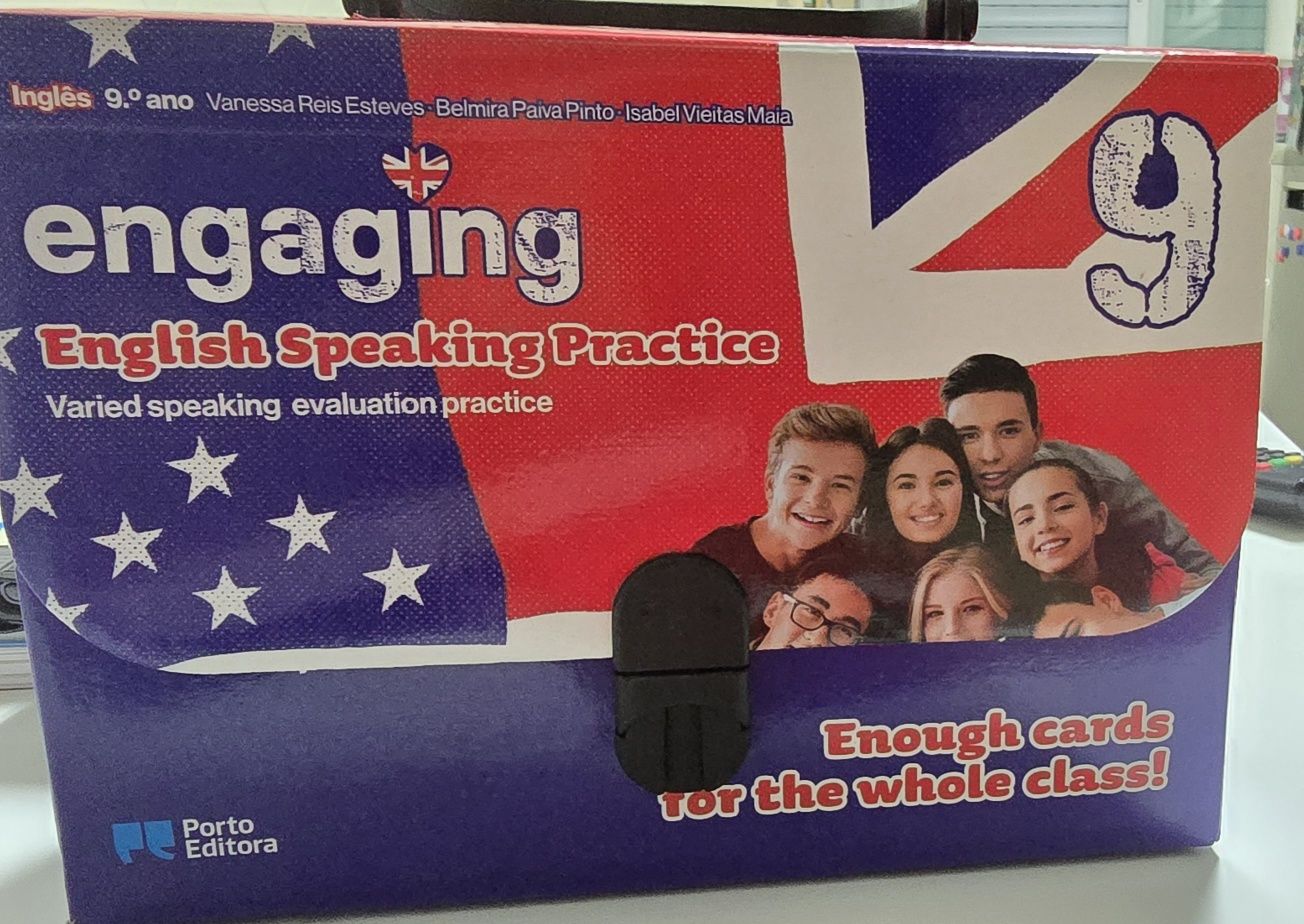 Inglês 9.º ano Vanessa Reis Esteves · Belmira Paiva Pinto · Isabel Vieitas Maia
engaging 9
English Speaking Practice
Varied speaking evaluation practice
Enough cards
for the whole class!
Porto
Editora